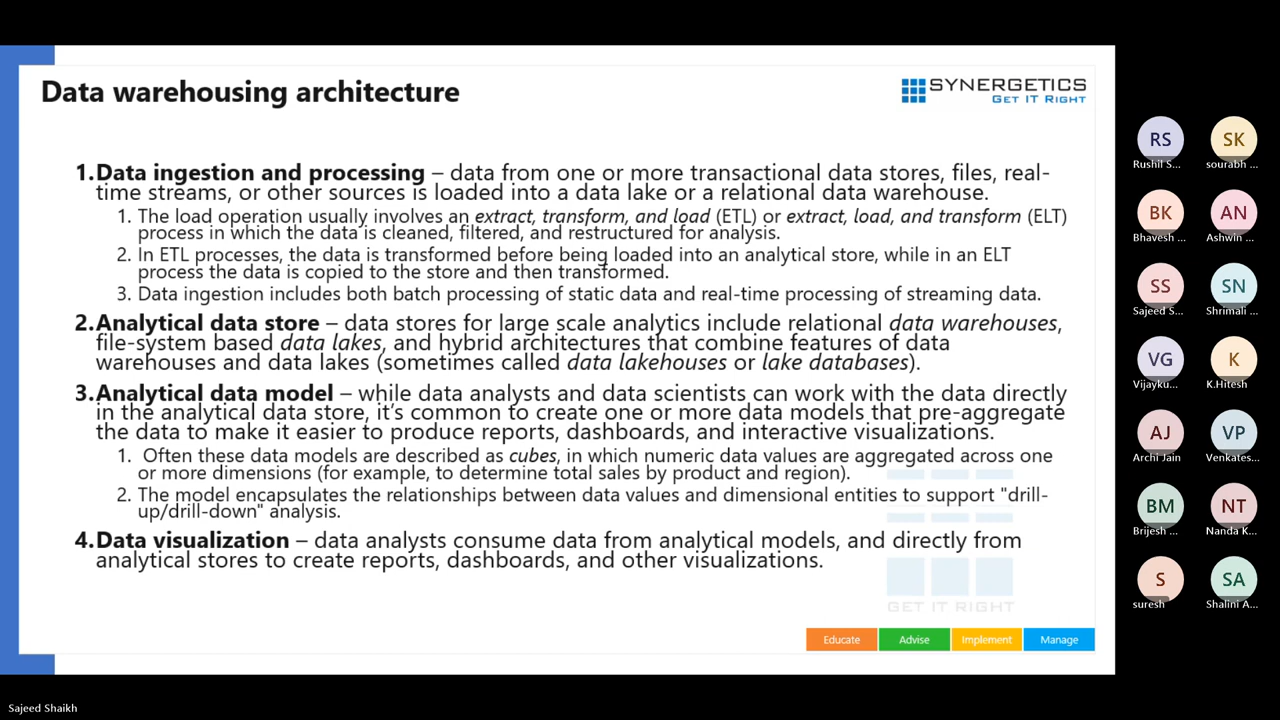 Data warehousing architecture
SYNERGETICS
GET IT RIGHT
1. Data ingestion and processing – data from one or more transactional data stores, files, real-
time streams, or other sources is loaded into a data lake or a relational data warehouse.
1. The load operation usually involves an extract, transform, and load (ETL) or extract, load, and transform (ELT)
process in which the data is cleaned, filtered, and restructured for analysis.
2. In ETL processes, the data is transformed before being loaded into an analytical store, while in an ELT
process the data is copied to the store and then transformed.
3. Data ingestion includes both batch processing of static data and real-time processing of streaming data.
2. Analytical data store – data stores for large scale analytics include relational data warehouses,
file-system based data lakes, and hybrid architectures that combine features of data
warehouses and data lakes (sometimes called data lakehouses or lake databases).
3. Analytical data model – while data analysts and data scientists can work with the data directly
in the analytical data store, it’s common to create one or more data models that pre-aggregate
the data to make it easier to produce reports, dashboards, and interactive visualizations.
1. Often these data models are described as cubes, in which numeric data values are aggregated across one
or more dimensions (for example, to determine total sales by product and region).
2. The model encapsulates the relationships between data values and dimensional entities to support "drill-
up/drill-down" analysis.
4. Data visualization – data analysts consume data from analytical models, and directly from
analytical stores to create reports, dashboards, and other visualizations.
GET IT RIGHT
Educate Advise Implement Manage
RS SK
Rushil S... sourabh ...
BK AN
Bhavesh ... Ashwin ...
SS SN
Sajeed S... Shrimali ...
VG K
Vijayku... K.Hitesh
AJ VP
Archi Jain Venkates...
BM NT
Brijesh ... Nanda K...
S SA
suresh Shalini A...
Sajeed Shaikh